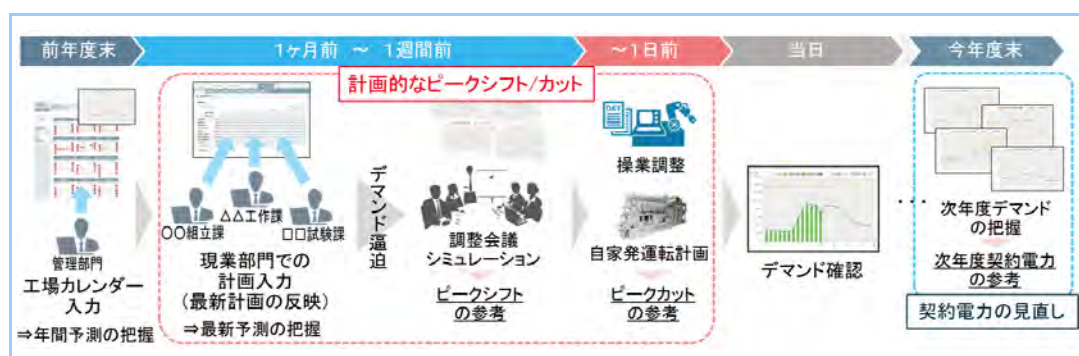 前年度末
1ヶ月前 ～ 1週間前
～1日前
当日
今年度末
計画的なピークシフト/カット
管理部門
工場カレンダー
入力
⇒年間予測の把握
〇〇組立課
△△工作課
□□試験課
現業部門での
計画入力
(最新計画の反映)
⇒最新予測の把握
デマンド逼迫
調整会議
シミュレーション
ピークシフト
の参考
操業調整
自家発運転計画
ピークカット
の参考
デマンド確認
・・・
次年度デマンド
の把握
次年度契約電力
の参考
契約電力の見直し